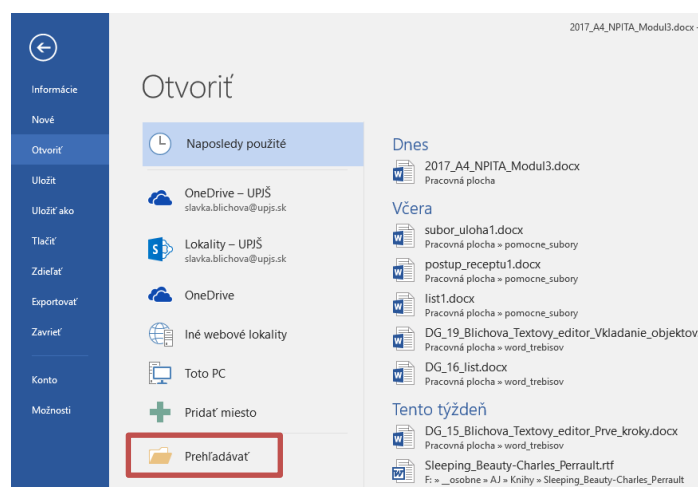 2017_A4_NPITA_Modul3.docx -
Informácie
Nové
Otvoriť
Uložiť
Uložiť ako
Tlačiť
Zdieľať
Exportovať
Zavrieť
Konto
Možnosti
Otvoriť
Naposledy použité
OneDrive – UPJŠ
slavka.blichova@upjs.sk
Lokality – UPJŠ
slavka.blichova@upjs.sk
OneDrive
Iné webové lokality
Toto PC
Pridať miesto
Prehľadávať
Dnes
2017_A4_NPITA_Modul3.docx
Pracovná plocha
Včera
subor_uloha1.docx
Pracovná plocha » pomocne_subory
postup_receptu1.docx
Pracovná plocha » pomocne_subory
list1.docx
Pracovná plocha » pomocne_subory
DG_19_Blichova_Textovy_editor_Vkladanie_objektov
Pracovná plocha » word_trebisov
DG_16_list.docx
Pracovná plocha » word_trebisov
Tento týždeň
DG_15_Blichova_Textovy_editor_Prve_kroky.docx
Pracovná plocha » word_trebisov
Sleeping_Beauty-Charles_Perrault.rtf
F: » _osobne » AJ » Knihy » Sleeping_Beauty-Charles_Perrault